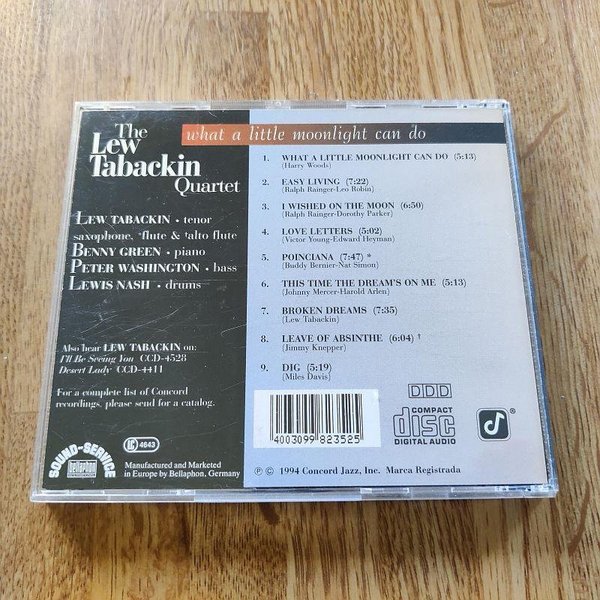 The
Lew
Tabackin
Quartet
LEW TABACKIN • tenor
saxophone, *flute & †alto flute
BENNY GREEN • piano
PETER WASHINGTON • bass
LEWIS NASH • drums
Also hear LEW TABACKIN on:
I'll Be Seeing You CCD-4528
Desert Lady CCD-4411
For a complete list of Concord
recordings, please send for a catalog.
SOUND-SERVICE
bellaphon
LC 4643
Manufactured and Marketed
in Europe by Bellaphon, Germany
what a little moonlight can do
1. WHAT A LITTLE MOONLIGHT CAN DO (5:13)
(Harry Woods)
2. EASY LIVING (7:22)
(Ralph Rainger-Leo Robin)
3. I WISHED ON THE MOON (6:50)
(Ralph Rainger-Dorothy Parker)
4. LOVE LETTERS (5:02)
(Victor Young-Edward Heyman)
5. POINCIANA (7:47) *
(Buddy Bernier-Nat Simon)
6. THIS TIME THE DREAM'S ON ME (5:13)
(Johnny Mercer-Harold Arlen)
7. BROKEN DREAMS (7:35)
(Lew Tabackin)
8. LEAVE OF ABSINTHE (6:04) †
(Jimmy Knepper)
9. DIG (5:19)
(Miles Davis)
4003099 823525
DDD
COMPACT
disc
DIGITAL AUDIO
℗ © 1994 Concord Jazz, Inc. Marca Registrada